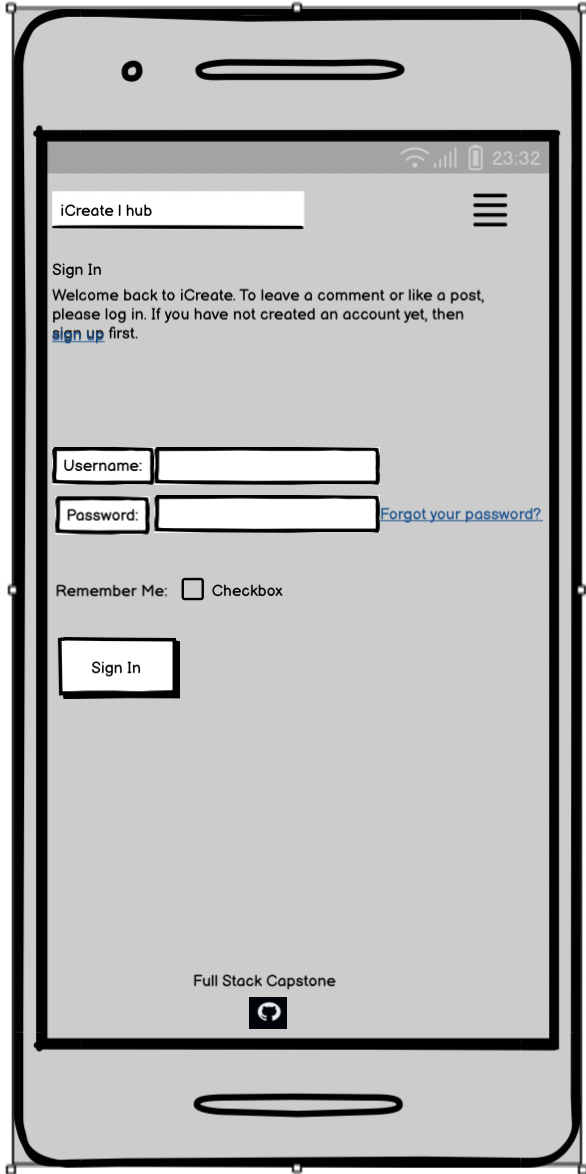 23:32
iCreate I hub
Sign In
Welcome back to iCreate. To leave a comment or like a post,
please log in. If you have not created an account yet, then
sign up first.
Username:
Password:
Forgot your password?
Remember Me:
Checkbox
Sign In
Full Stack Capstone